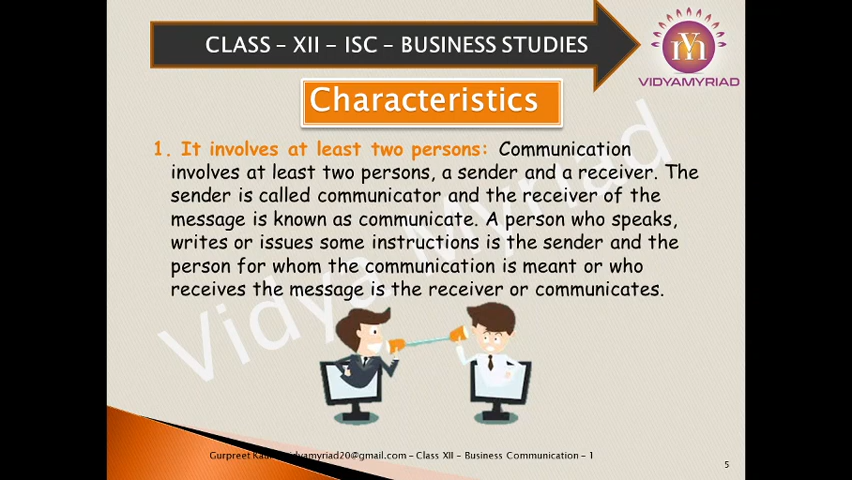 CLASS – XII – ISC – BUSINESS STUDIES
VIDYAMYRIAD
Characteristics
1. It involves at least two persons: Communication
involves at least two persons, a sender and a receiver. The
sender is called communicator and the receiver of the
message is known as communicate. A person who speaks,
writes or issues some instructions is the sender and the
person for whom the communication is meant or who
receives the message is the receiver or communicates.
Vidya Myriad
Gurpreet 20@gmail.com – Class XII – Business Communication – 1
5